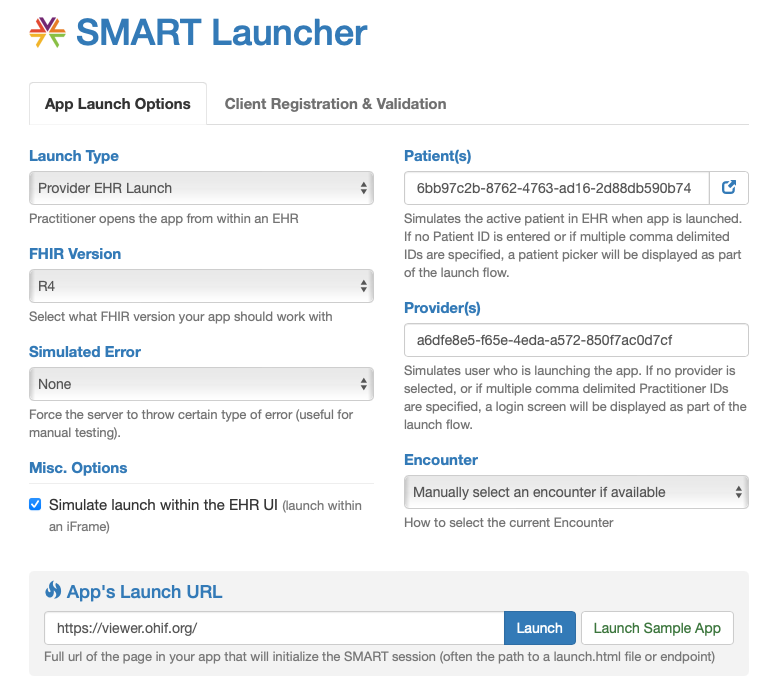 SMART Launcher
App Launch Options
Client Registration & Validation
Launch Type
Provider EHR Launch
Practitioner opens the app from within an EHR
FHIR Version
R4
Select what FHIR version your app should work with
Simulated Error
None
Force the server to throw certain type of error (useful for
manual testing).
Misc. Options
Simulate launch within the EHR UI (launch within
an iFrame)
Patient(s)
6bb97c2b-8762-4763-ad16-2d88db590b74
Simulates the active patient in EHR when app is launched.
If no Patient ID is entered or if multiple comma delimited
IDs are specified, a patient picker will be displayed as part
of the launch flow.
Provider(s)
a6dfe8e5-f65e-4eda-a572-850f7ac0d7cf
Simulates user who is launching the app. If no provider is
selected, or if multiple comma delimited Practitioner IDs
are specified, a login screen will be displayed as part of the
launch flow.
Encounter
Manually select an encounter if available
How to select the current Encounter
App's Launch URL
https://viewer.ohif.org/
Launch
Launch Sample App
Full url of the page in your app that will initialize the SMART session (often the path to a launch.html file or endpoint)